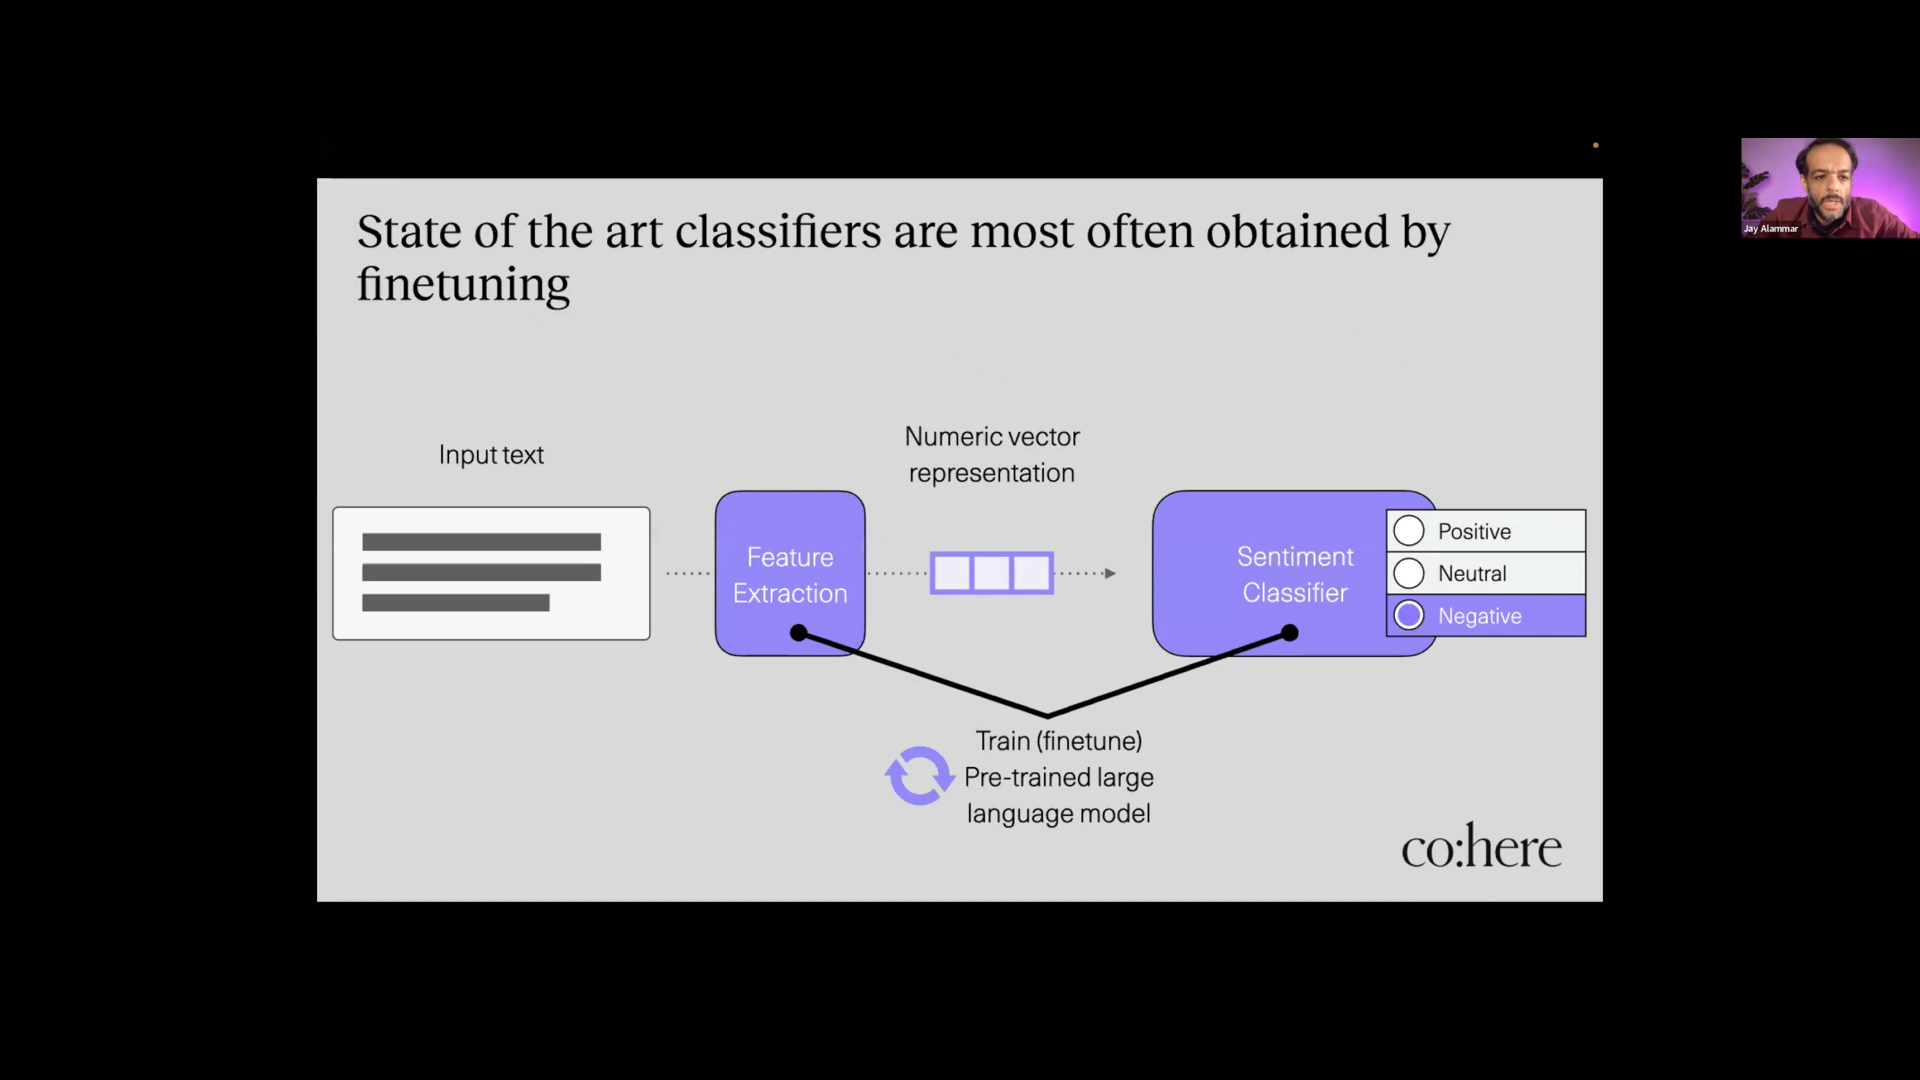 State of the art classifiers are most often obtained by
finetuning
Jay Alammar
Input text
Numeric vector
representation
Feature
Extraction
Sentiment
Classifier
Positive
Neutral
Negative
Train (finetune)
Pre-trained large
language model
co:here